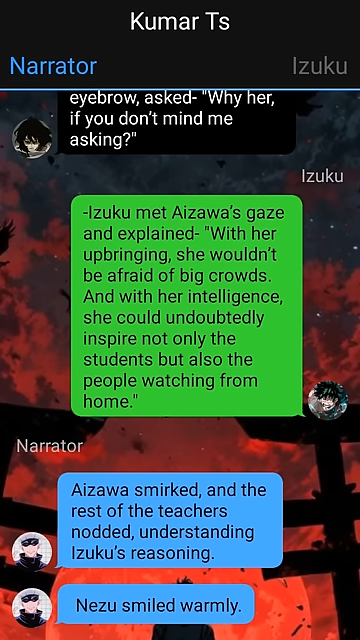 Kumar Ts
Narrator
Izuku
eyebrow, asked- "Why her,
if you don't mind me
asking?"
Izuku
-Izuku met Aizawa's gaze
and explained- "With her
upbringing, she wouldn't
be afraid of big crowds.
And with her intelligence,
she could undoubtedly
inspire not only the
students but also the
people watching from
home."
Narrator
Aizawa smirked, and the
rest of the teachers
nodded, understanding
Izuku's reasoning.
Nezu smiled warmly.